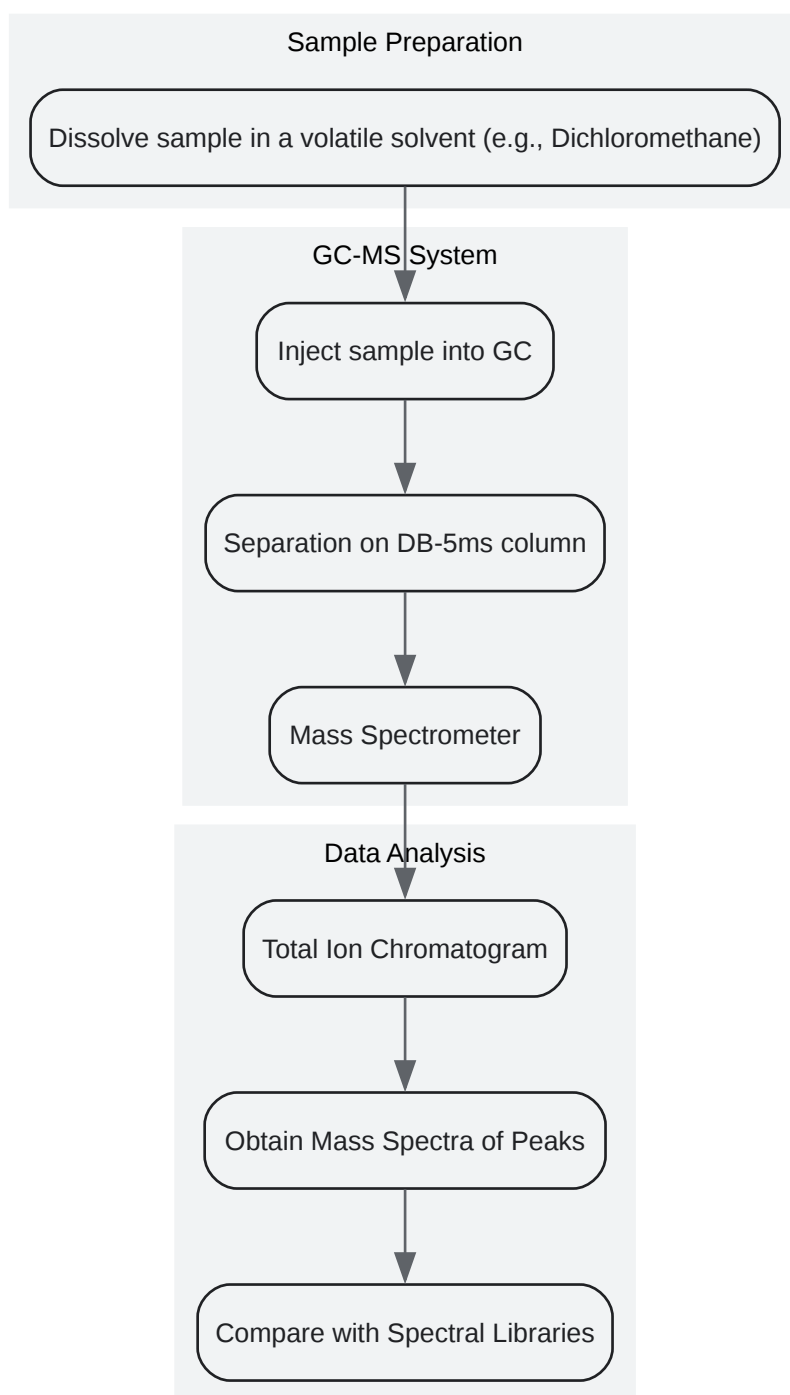 Sample Preparation
Dissolve sample in a volatile solvent (e.g., Dichloromethane)
GC-MS System
Inject sample into GC
Separation on DB-5ms column
Mass Spectrometer
Data Analysis
Total Ion Chromatogram
Obtain Mass Spectra of Peaks
Compare with Spectral Libraries